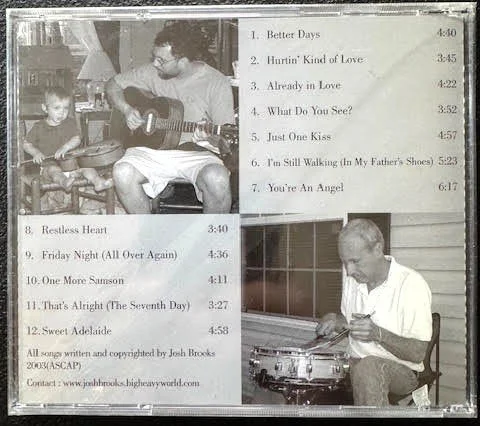 1. Better Days 4:40
2. Hurtin' Kind of Love 3:45
3. Already in Love 4:22
4. What Do You See? 3:52
5. Just One Kiss 4:57
6. I'm Still Walking (In My Father's Shoes) 5:23
7. You're An Angel 6:17
8. Restless Heart 3:40
9. Friday Night (All Over Again) 4:36
10. One More Samson 4:11
11. That's Alright (The Seventh Day) 3:27
12. Sweet Adelaide 4:58
All songs written and copyrighted by Josh Brooks
2003(ASCAP)
Contact : www.joshbrooks.bigheavyworld.com